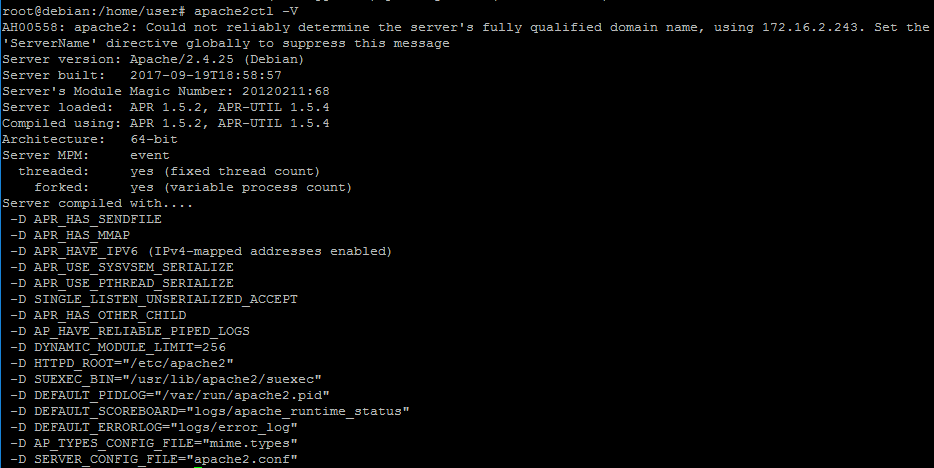 root@debian:/home/user# apache2ctl -V
AH00558: apache2: Could not reliably determine the server's fully qualified domain name, using 172.16.2.243. Set the
'ServerName' directive globally to suppress this message
Server version: Apache/2.4.25 (Debian)
Server built:   2017-09-19T18:58:57
Server's Module Magic Number: 20120211:68
Server loaded:  APR 1.5.2, APR-UTIL 1.5.4
Compiled using: APR 1.5.2, APR-UTIL 1.5.4
Architecture:   64-bit
Server MPM:     event
  threaded:     yes (fixed thread count)
    forked:     yes (variable process count)
Server compiled with....
 -D APR_HAS_SENDFILE
 -D APR_HAS_MMAP
 -D APR_HAVE_IPV6 (IPv4-mapped addresses enabled)
 -D APR_USE_SYSVSEM_SERIALIZE
 -D APR_USE_PTHREAD_SERIALIZE
 -D SINGLE_LISTEN_UNSERIALIZED_ACCEPT
 -D APR_HAS_OTHER_CHILD
 -D AP_HAVE_RELIABLE_PIPED_LOGS
 -D DYNAMIC_MODULE_LIMIT=256
 -D HTTPD_ROOT="/etc/apache2"
 -D SUEXEC_BIN="/usr/lib/apache2/suexec"
 -D DEFAULT_PIDLOG="/var/run/apache2.pid"
 -D DEFAULT_SCOREBOARD="logs/apache_runtime_status"
 -D DEFAULT_ERRORLOG="logs/error_log"
 -D AP_TYPES_CONFIG_FILE="mime.types"
 -D SERVER_CONFIG_FILE="apache2.conf"